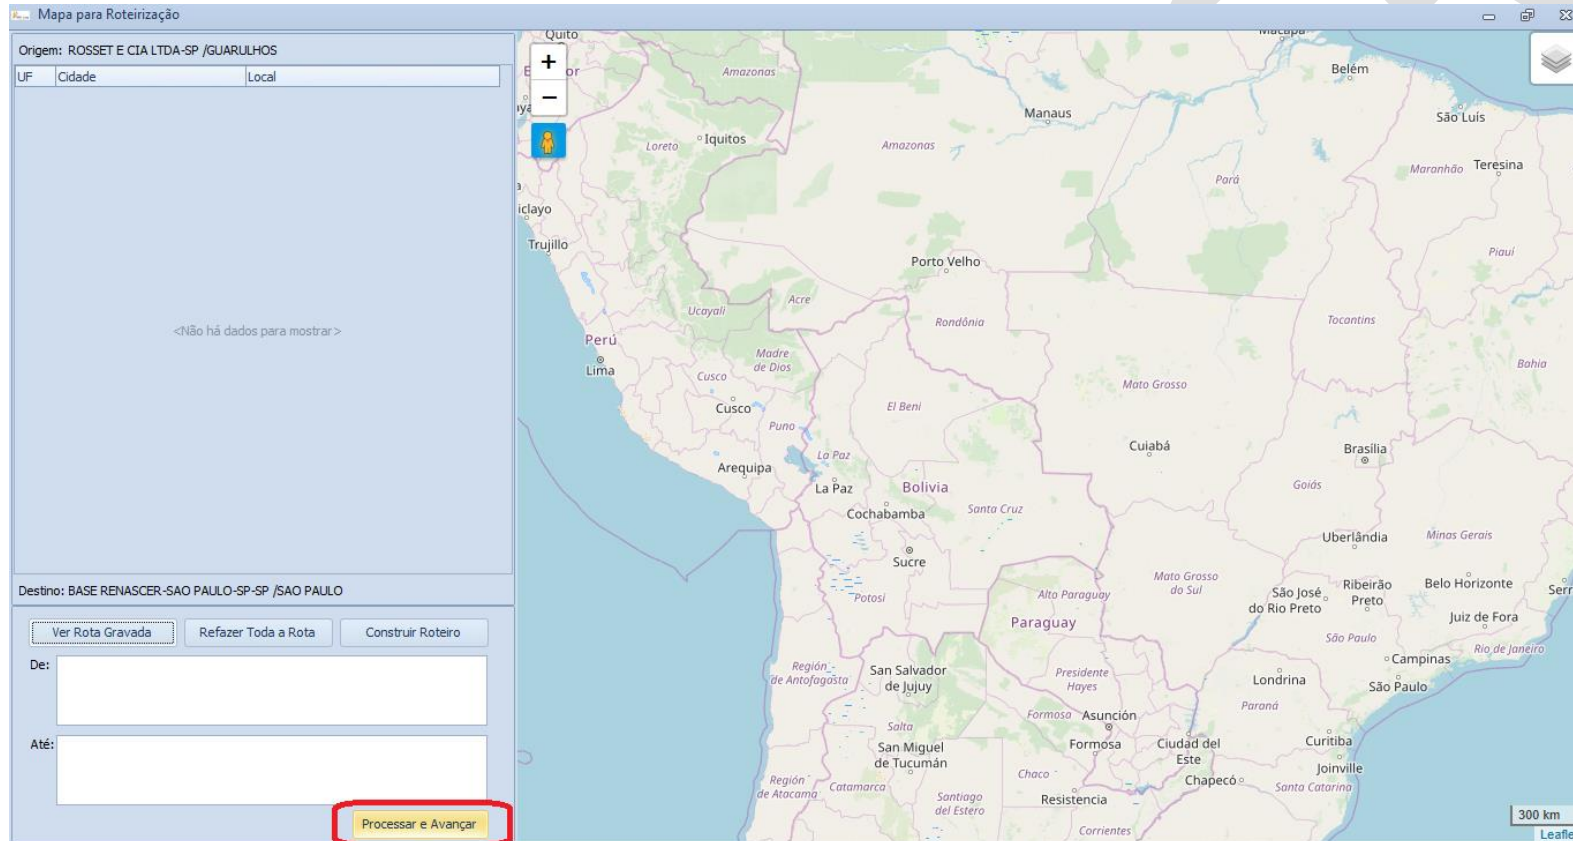 Mapa para Roteirização
Origem: ROSSET E CIA LTDA-SP /GUARULHOS
UF Cidade Local
<Não há dados para mostrar>
Destino: BASE RENASCER-SAO PAULO-SP-SP /SAO PAULO
Ver Rota Gravada Refazer Toda a Rota Construir Roteiro
De:
Até:
Processar e Avançar
+
−
Quito
Amazonas
Belém
Manaus
São Luís
Iquitos
Loreto
Amazonas
Maranhão
Teresina
Pará
iclayo
Trujillo
Piauí
Porto Velho
Acre
Ucayali
Rondônia
Tocantins
Perú
Lima
Madre
de Dios
Cusco
Bahia
Mato Grosso
Cusco
El Beni
Puno
Cuiabá
Brasília
La Paz
Arequipa
La Paz
Bolivia
Goiás
Cochabamba
Santa Cruz
Uberlândia
Minas Gerais
Sucre
Mato Grosso
do Sul
Potosí
Alto Paraguay
São José
do Rio Preto
Ribeirão
Preto
Belo Horizonte
Serr
Paraguay
Juiz de Fora
São Paulo
Rio de Janeiro
Campinas
Región
de Antofagasta
San Salvador
de Jujuy
Presidente
Hayes
Londrina
São Paulo
Paraná
Formosa
Asunción
Salta
San Miguel
de Tucumán
Formosa
Ciudad del
Este
Curitiba
Joinville
Chaco
Chapecó
Santa Catarina
Región
de Atacama
Catamarca
Santiago
del Estero
Resistencia
Corrientes
300 km
Leafle